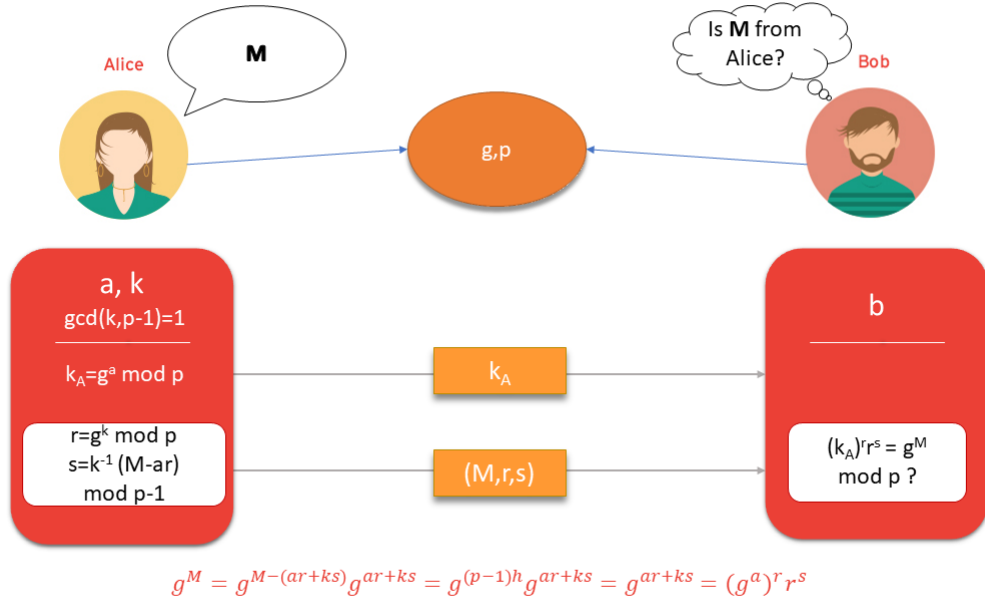 Alice
M
Is M from
Alice?
Bob
g,p
a, k
gcd(k,p-1)=1
k_A=g^a mod p
r=g^k mod p
s=k^-1 (M-ar)
mod p-1
k_A
(M,r,s)
b
(k_A)^r r^s = g^M
mod p ?
g^M = g^{M-(ar+ks)} g^{ar+ks} = g^{(p-1)h} g^{ar+ks} = g^{ar+ks} = (g^a)^r r^s